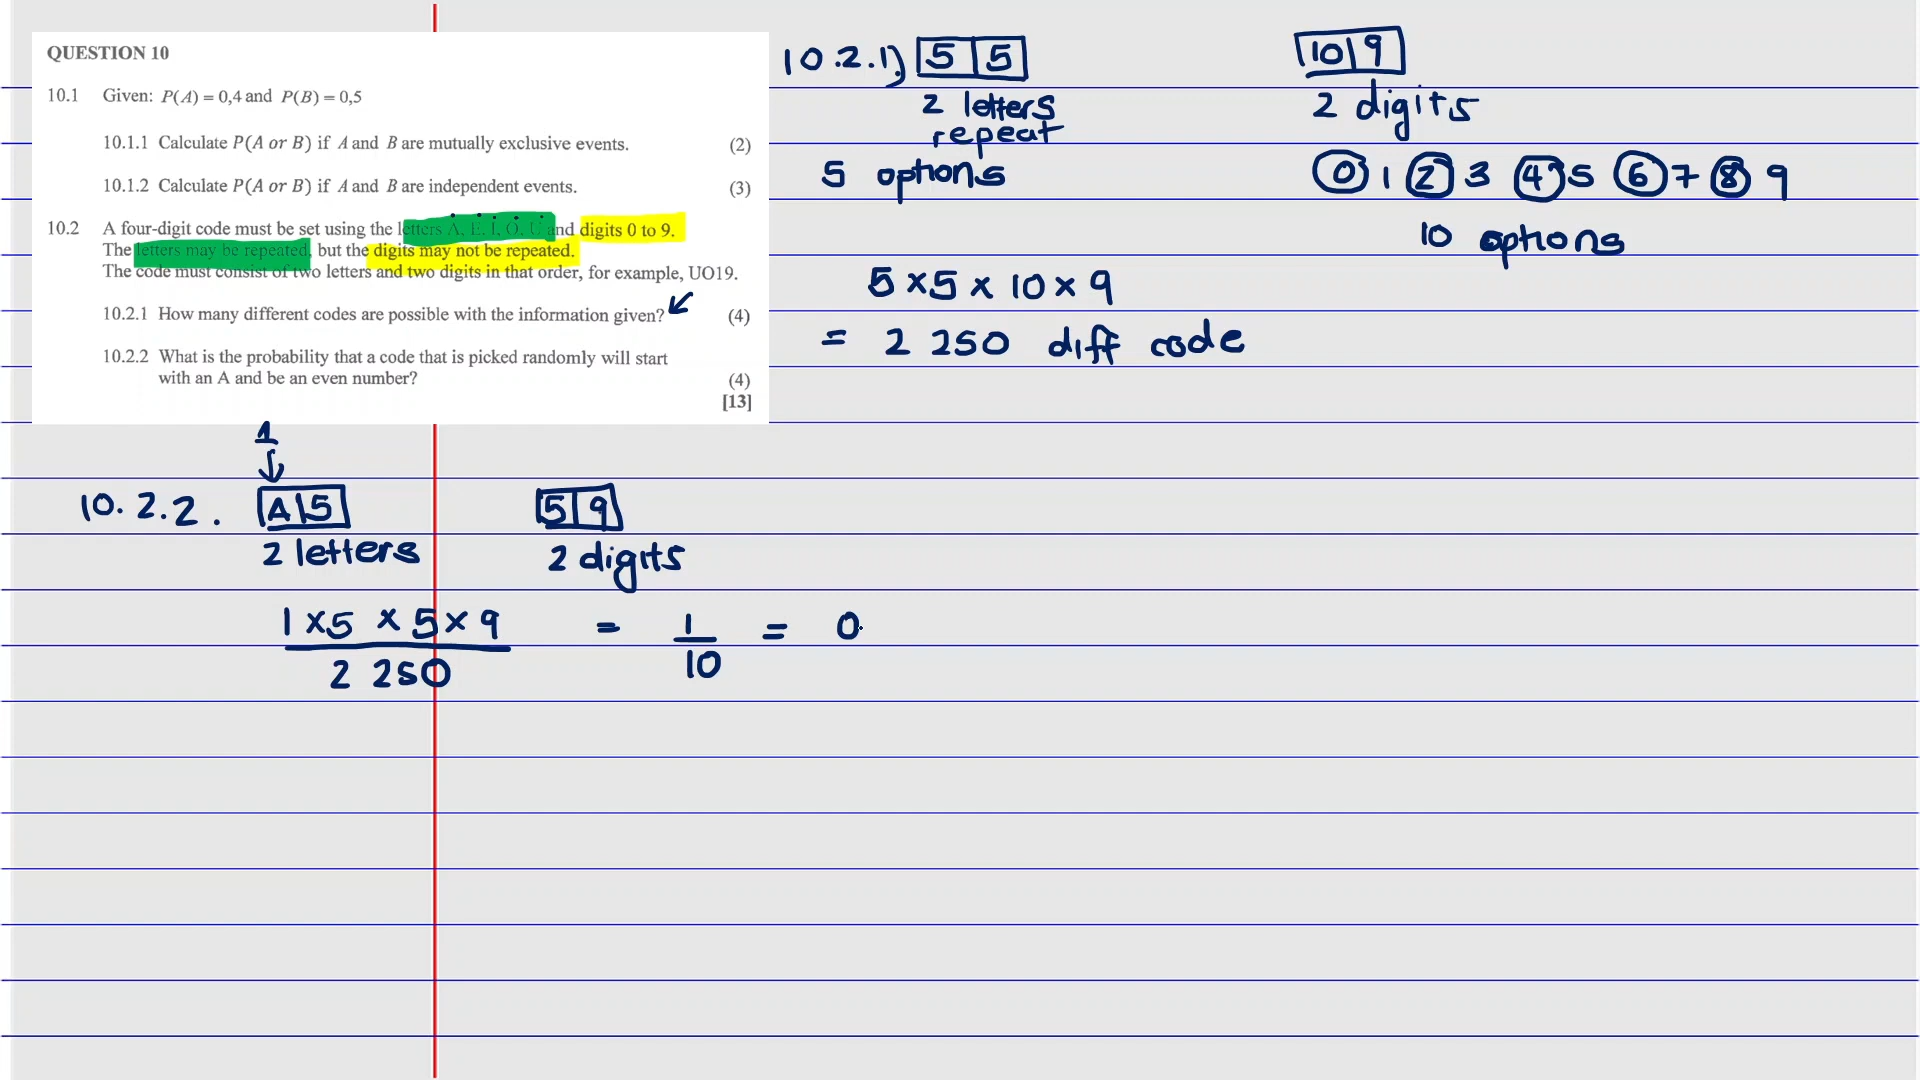 QUESTION 10
10.1 Given: P(A) = 0,4 and P(B) = 0,5
10.1.1 Calculate P(A or B) if A and B are mutually exclusive events. (2)
10.1.2 Calculate P(A or B) if A and B are independent events. (3)
10.2 A four-digit code must be set using the letters A, E, I, O, U and digits 0 to 9.
The letters may be repeated, but the digits may not be repeated.
The code must consist of two letters and two digits in that order, for example, UO19.
10.2.1 How many different codes are possible with the information given? (4)
10.2.2 What is the probability that a code that is picked randomly will start
with an A and be an even number? (4)
[13]
10.2.1) 5 5
2 letters
repeat
5 options
10 9
2 digits
0 1 2 3 4 5 6 7 8 9
10 options
5 × 5 × 10 × 9
= 2 250 diff code
1
10.2.2. A 5 5 9
2 letters 2 digits
1 × 5 × 5 × 9 = 1 = 0.
2 250 10